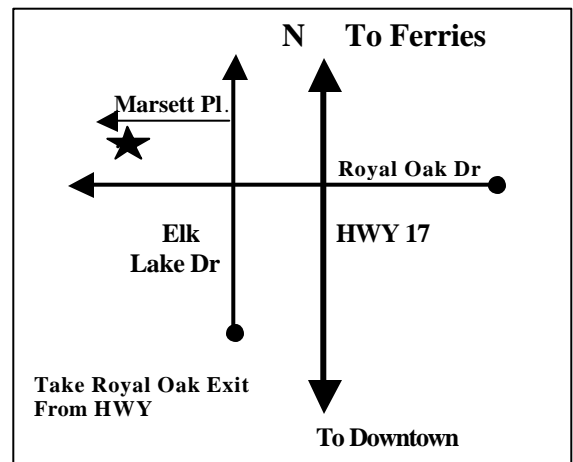 N To Ferries
Marsett Pl.
Royal Oak Dr
Elk
Lake Dr
HWY 17
Take Royal Oak Exit
From HWY
To Downtown